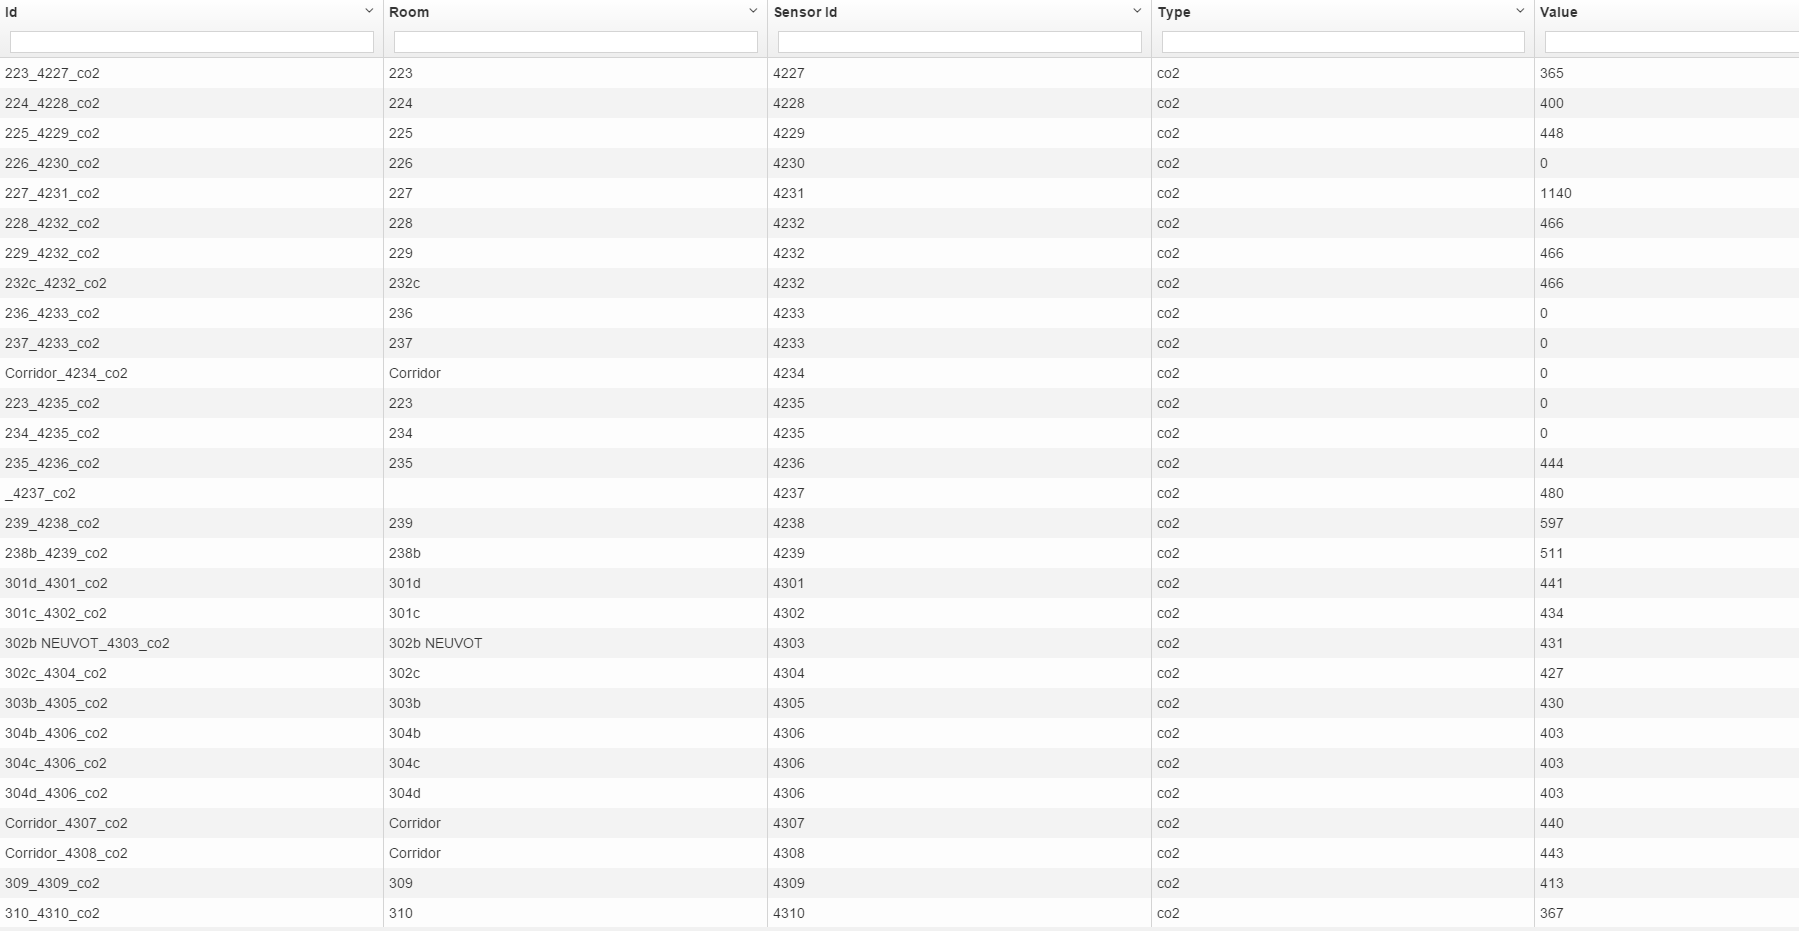 Id Room Sensor Id Type Value
223_4227_co2 223 4227 co2 365
224_4228_co2 224 4228 co2 400
225_4229_co2 225 4229 co2 448
226_4230_co2 226 4230 co2 0
227_4231_co2 227 4231 co2 1140
228_4232_co2 228 4232 co2 466
229_4232_co2 229 4232 co2 466
232c_4232_co2 232c 4232 co2 466
236_4233_co2 236 4233 co2 0
237_4233_co2 237 4233 co2 0
Corridor_4234_co2 Corridor 4234 co2 0
223_4235_co2 223 4235 co2 0
234_4235_co2 234 4235 co2 0
235_4236_co2 235 4236 co2 444
_4237_co2 4237 co2 480
239_4238_co2 239 4238 co2 597
238b_4239_co2 238b 4239 co2 511
301d_4301_co2 301d 4301 co2 441
301c_4302_co2 301c 4302 co2 434
302b NEUVOT_4303_co2 302b NEUVOT 4303 co2 431
302c_4304_co2 302c 4304 co2 427
303b_4305_co2 303b 4305 co2 430
304b_4306_co2 304b 4306 co2 403
304c_4306_co2 304c 4306 co2 403
304d_4306_co2 304d 4306 co2 403
Corridor_4307_co2 Corridor 4307 co2 440
Corridor_4308_co2 Corridor 4308 co2 443
309_4309_co2 309 4309 co2 413
310_4310_co2 310 4310 co2 367